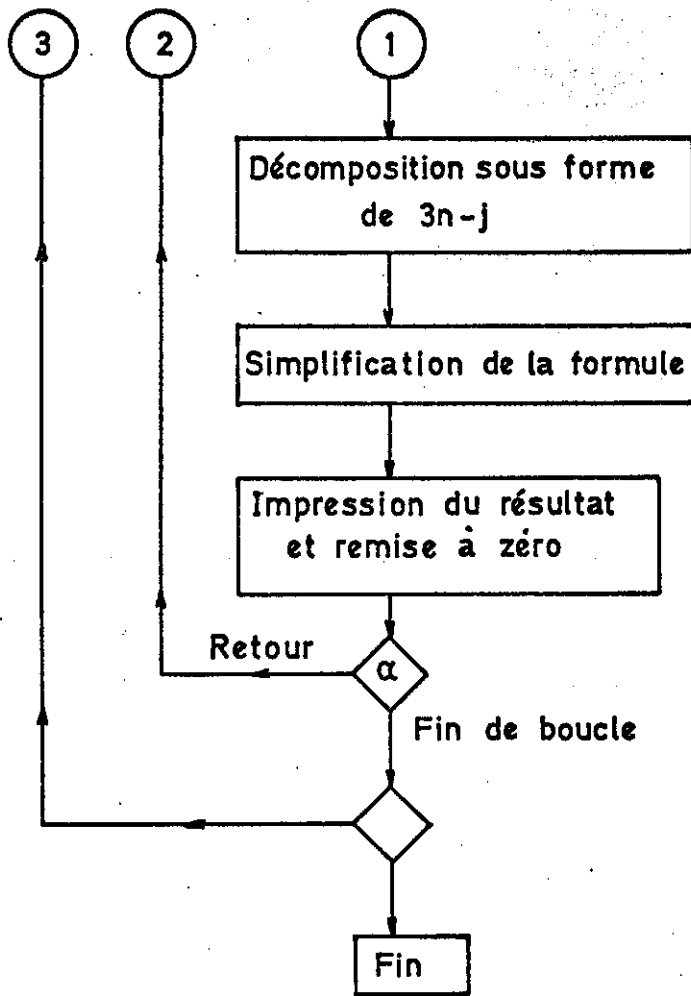 3 2 1
Décomposition sous forme
de 3n-j
Simplification de la formule
Impression du résultat
et remise à zéro
Retour
α
Fin de boucle
Fin